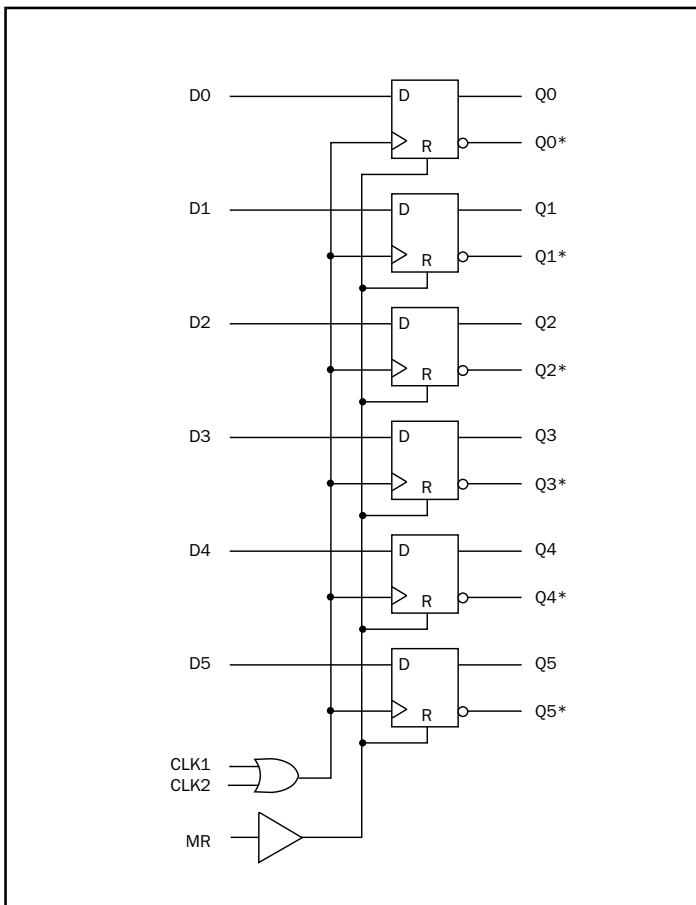 D0 D Q0
R Q0*
D1 D Q1
R Q1*
D2 D Q2
R Q2*
D3 D Q3
R Q3*
D4 D Q4
R Q4*
D5 D Q5
R Q5*
CLK1
CLK2
MR